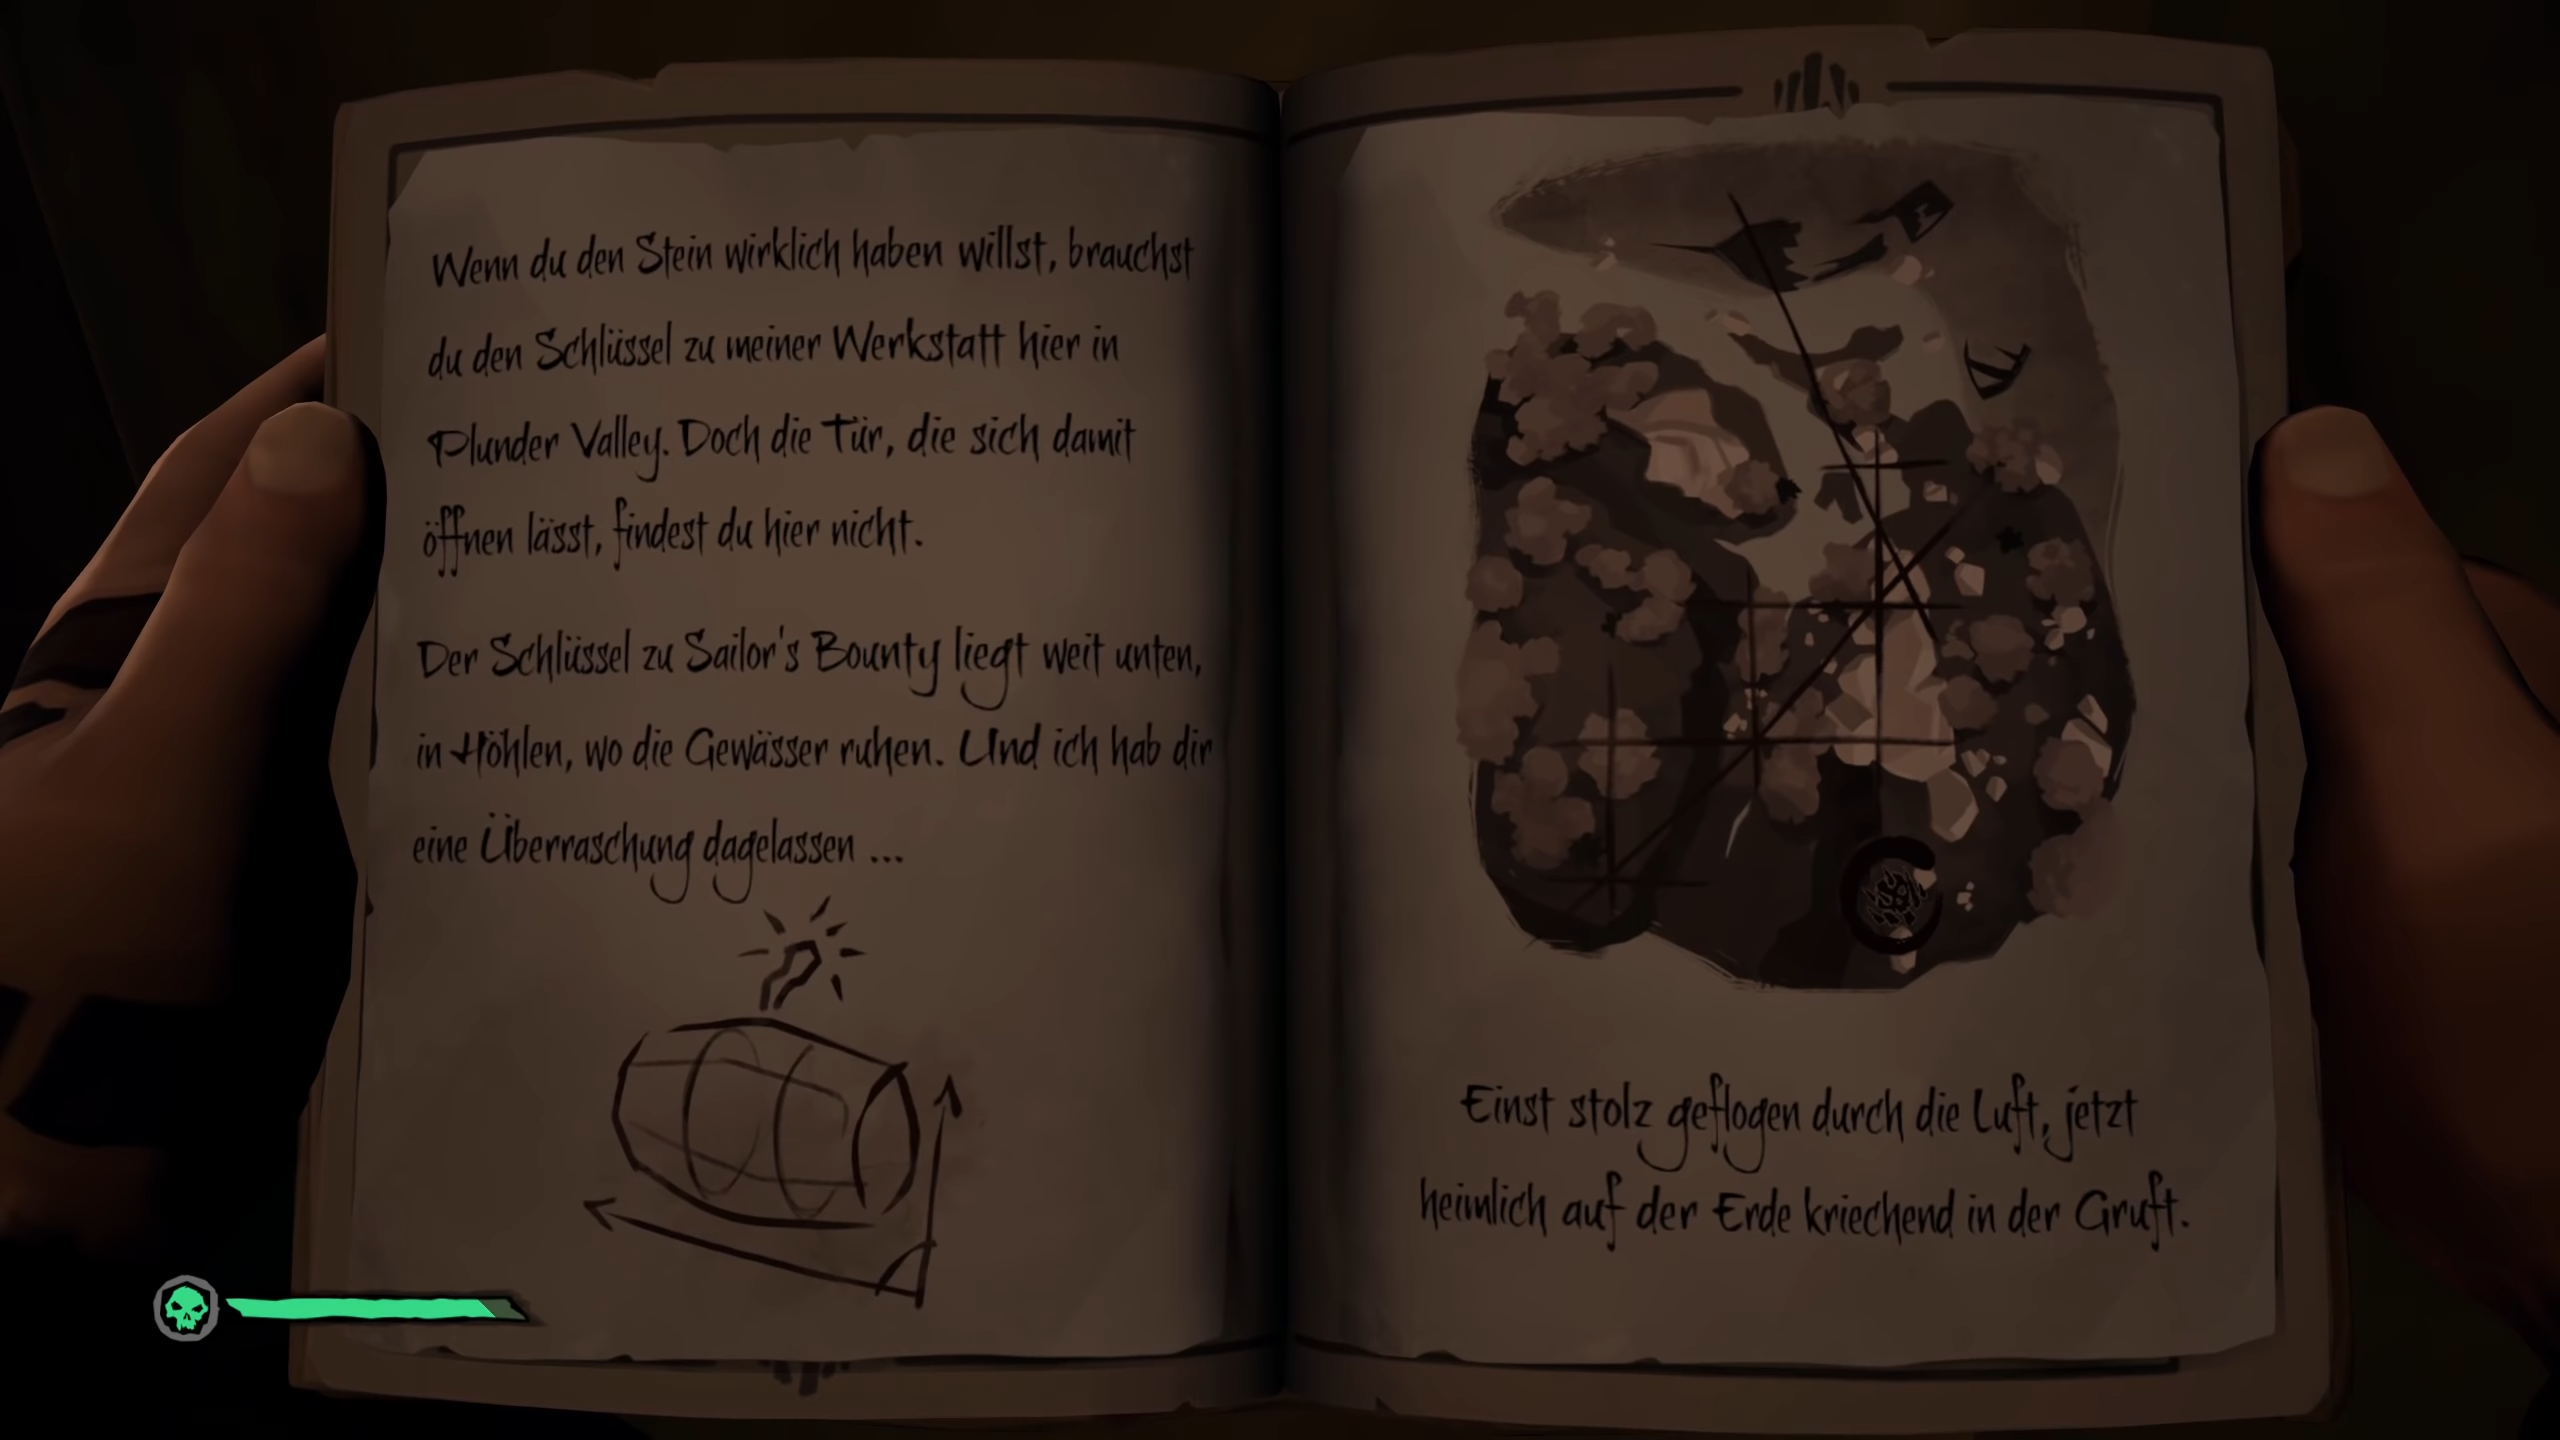 Wenn du den Stein wirklich haben willst, brauchst
du den Schlüssel zu meiner Werkstatt hier in
Plunder Valley. Doch die Tür, die sich damit
öffnen lässt, findest du hier nicht.
Der Schlüssel zu Sailor's Bounty liegt weit unten,
in Höhlen, wo die Gewässer ruhen. Und ich hab dir
eine Überraschung dagelassen ...
Einst stolz geflogen durch die Luft, jetzt
heimlich auf der Erde kriechend in der Gruft.